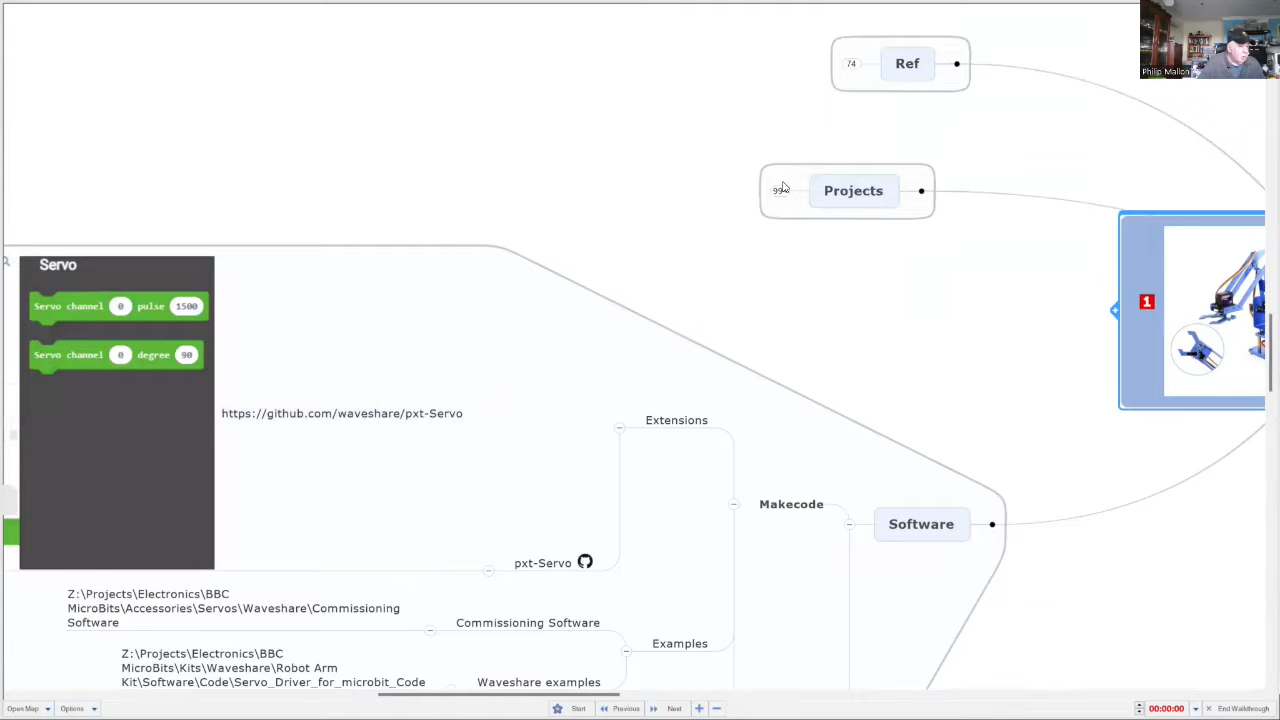 74
Ref
Philip Mallon
99
Projects
1
Servo
Servo channel 0 pulse 1500
Servo channel 0 degree 90
https://github.com/waveshare/pxt-Servo
Extensions
Makecode
Software
pxt-Servo
Z:\Projects\Electronics\BBC
MicroBits\Accessories\Servos\Waveshare\Commissioning
Software
Commissioning Software
Examples
Z:\Projects\Electronics\BBC
MicroBits\Kits\Waveshare\Robot Arm
Kit\Software\Code\Servo_Driver_for_microbit_Code
Waveshare examples
Open Map
Options
Start
Previous
Next
00:00:00
End Walkthrough